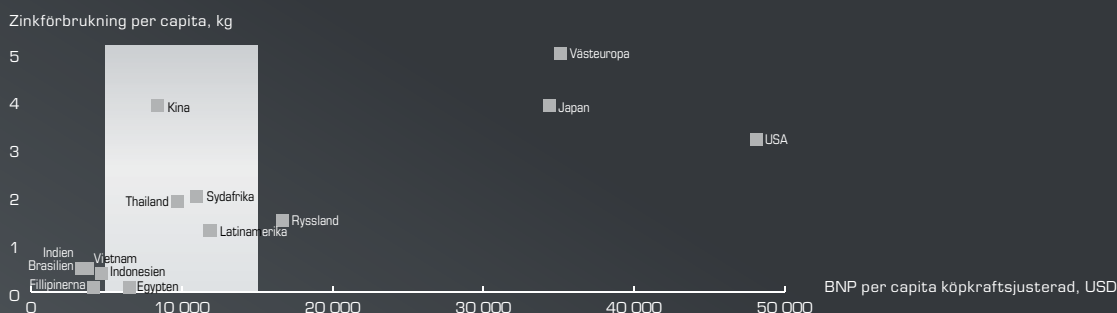 Zinkförbrukning per capita, kg
5
Västeuropa
4
Kina
Japan
3
USA
2
Thailand
Sydafrika
Ryssland
Latinamerika
1
Indien
Vietnam
Brasilien
Indonesien
Fillipinerna
Egypten
0
BNP per capita köpkraftsjusterad, USD
0
10 000
20 000
30 000
40 000
50 000